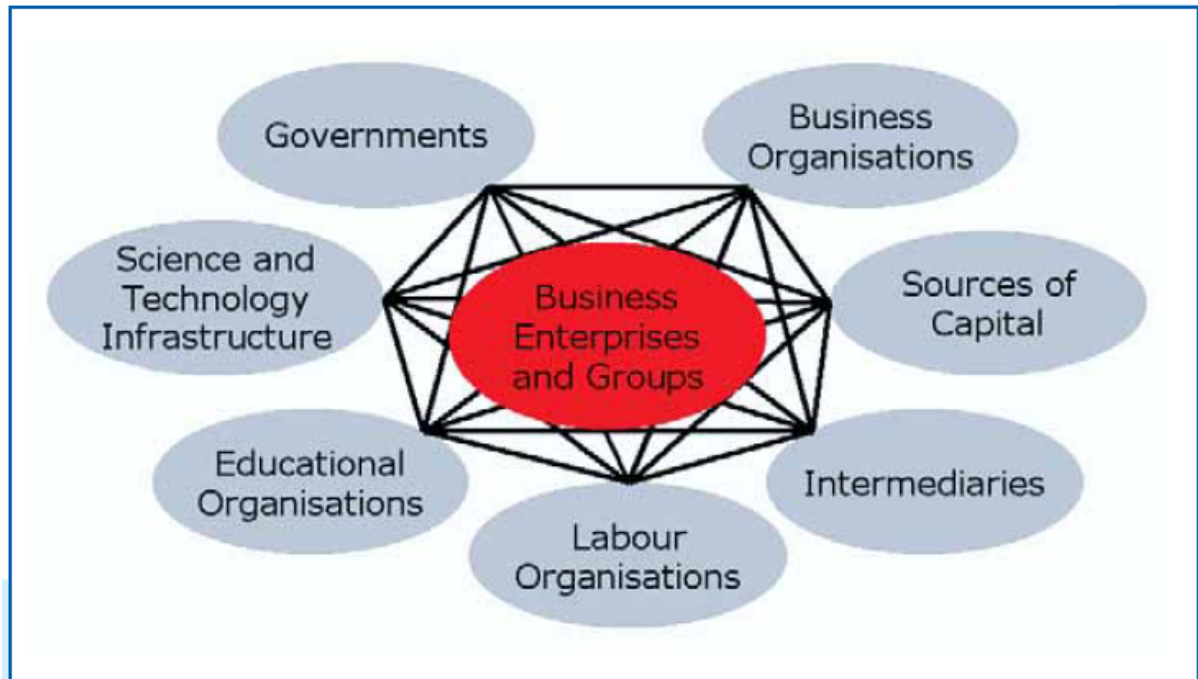 Governments
Business
Organisations
Science and
Technology
Infrastructure
Business
Enterprises
and Groups
Sources of
Capital
Educational
Organisations
Labour
Organisations
Intermediaries